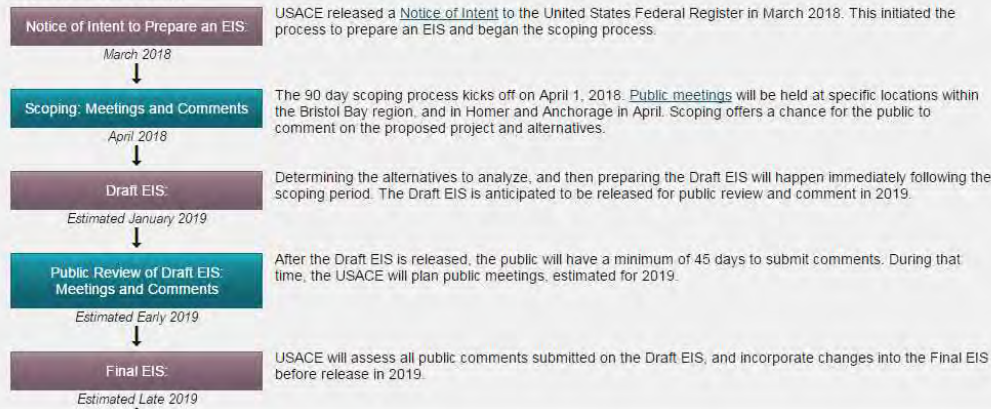 Notice of Intent to Prepare an EIS:
March 2018
USACE released a Notice of Intent to the United States Federal Register in March 2018. This initiated the
process to prepare an EIS and began the scoping process.
Scoping: Meetings and Comments
April 2018
The 90 day scoping process kicks off on April 1, 2018. Public meetings will be held at specific locations within
the Bristol Bay region, and in Homer and Anchorage in April. Scoping offers a chance for the public to
comment on the proposed project and alternatives.
Draft EIS:
Estimated January 2019
Determining the alternatives to analyze, and then preparing the Draft EIS will happen immediately following the
scoping period. The Draft EIS is anticipated to be released for public review and comment in 2019.
Public Review of Draft EIS:
Meetings and Comments
Estimated Early 2019
After the Draft EIS is released, the public will have a minimum of 45 days to submit comments. During that
time, the USACE will plan public meetings, estimated for 2019.
Final EIS:
Estimated Late 2019
USACE will assess all public comments submitted on the Draft EIS, and incorporate changes into the Final EIS
before release in 2019.